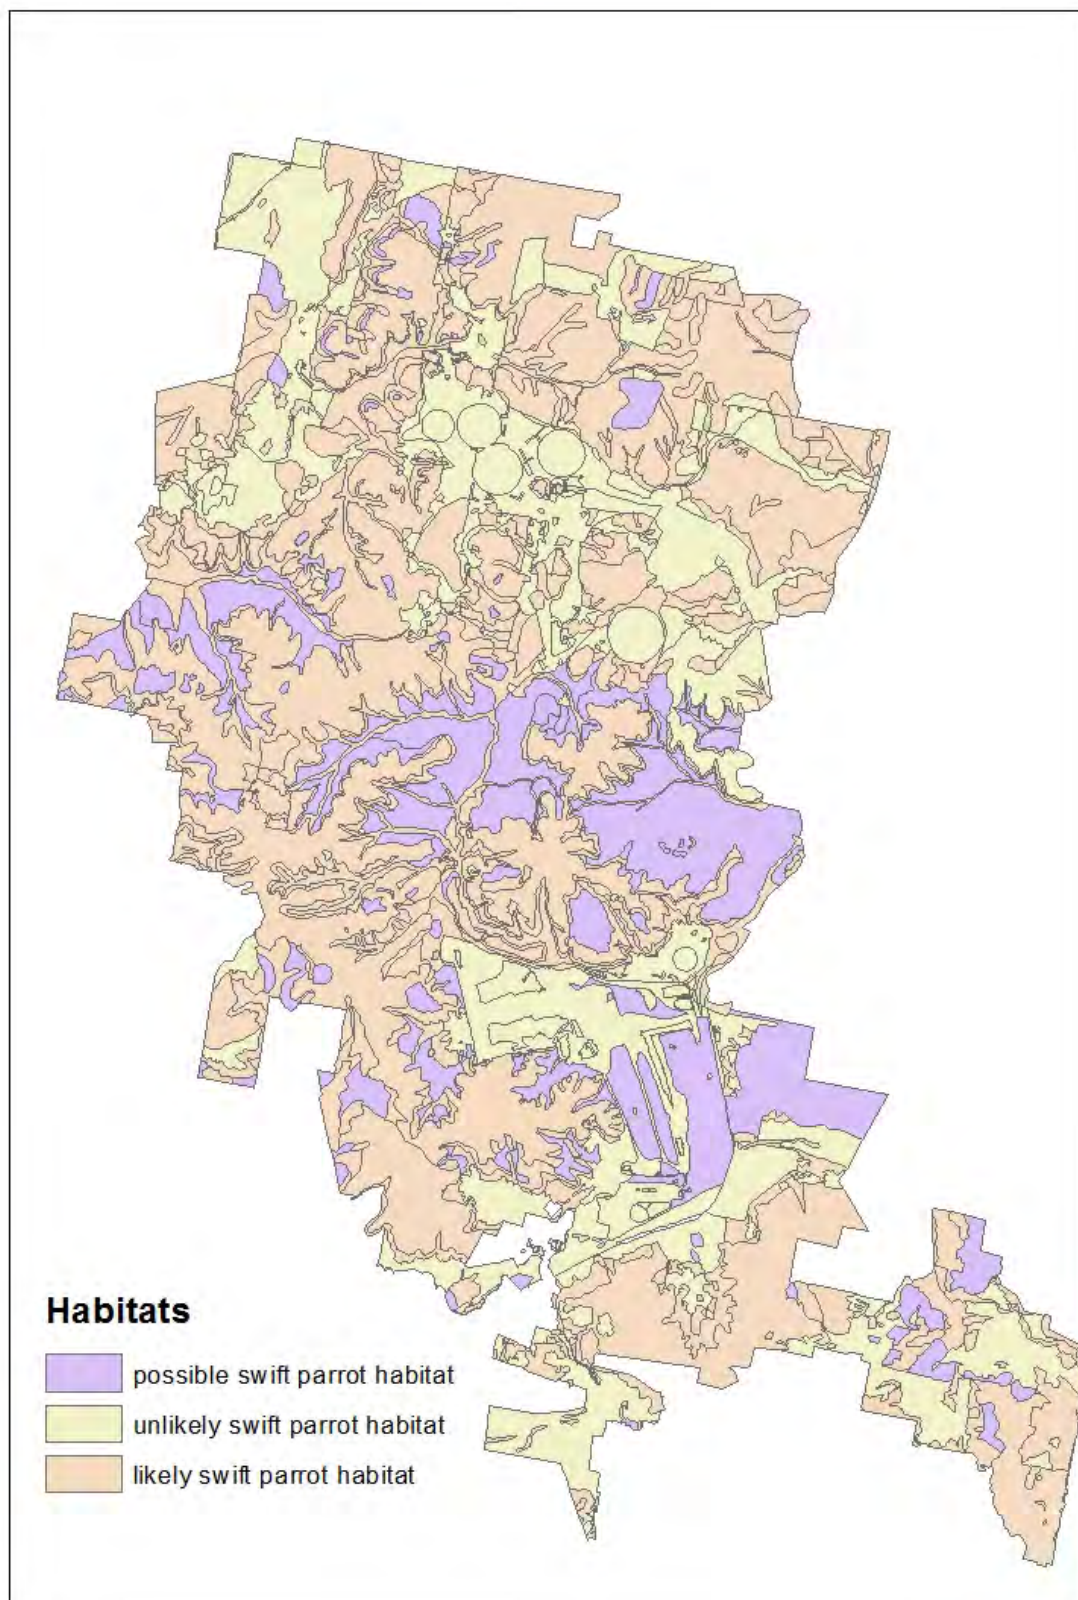 Habitats
possible swift parrot habitat
unlikely swift parrot habitat
likely swift parrot habitat